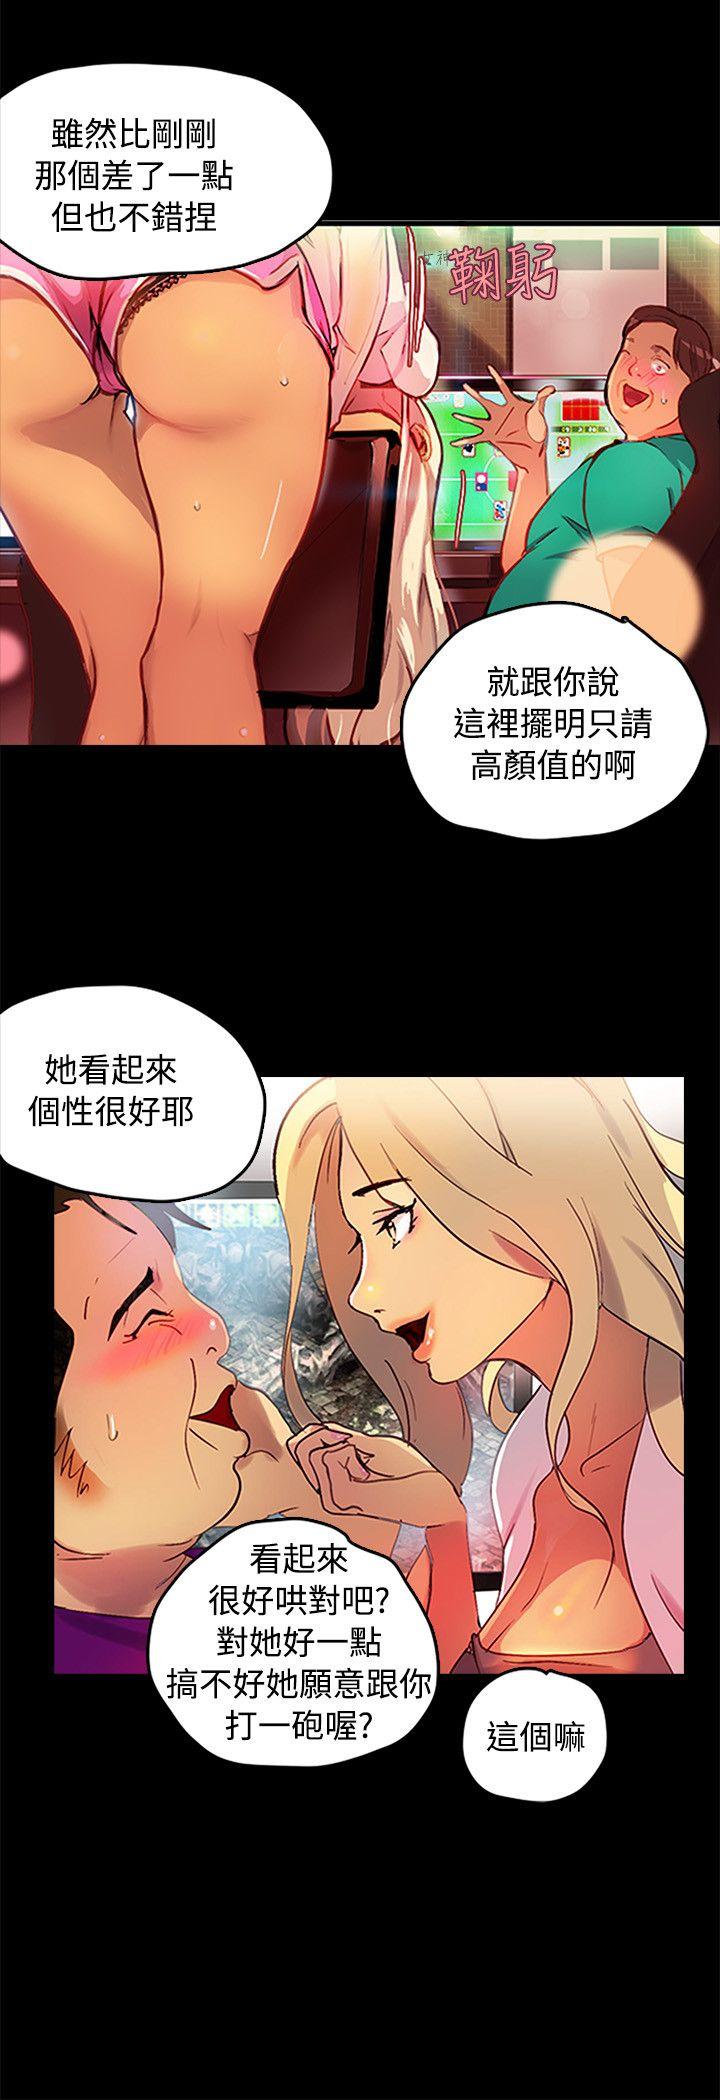 雖然比剛剛
那個差了一點
但也不錯捏
女神
鞠躬
就跟你說
這裡擺明只請
高顏值的啊
她看起來
個性很好耶
看起來
很好哄對吧?
對她好一點
搞不好她願意跟你
打一砲喔?
這個嘛